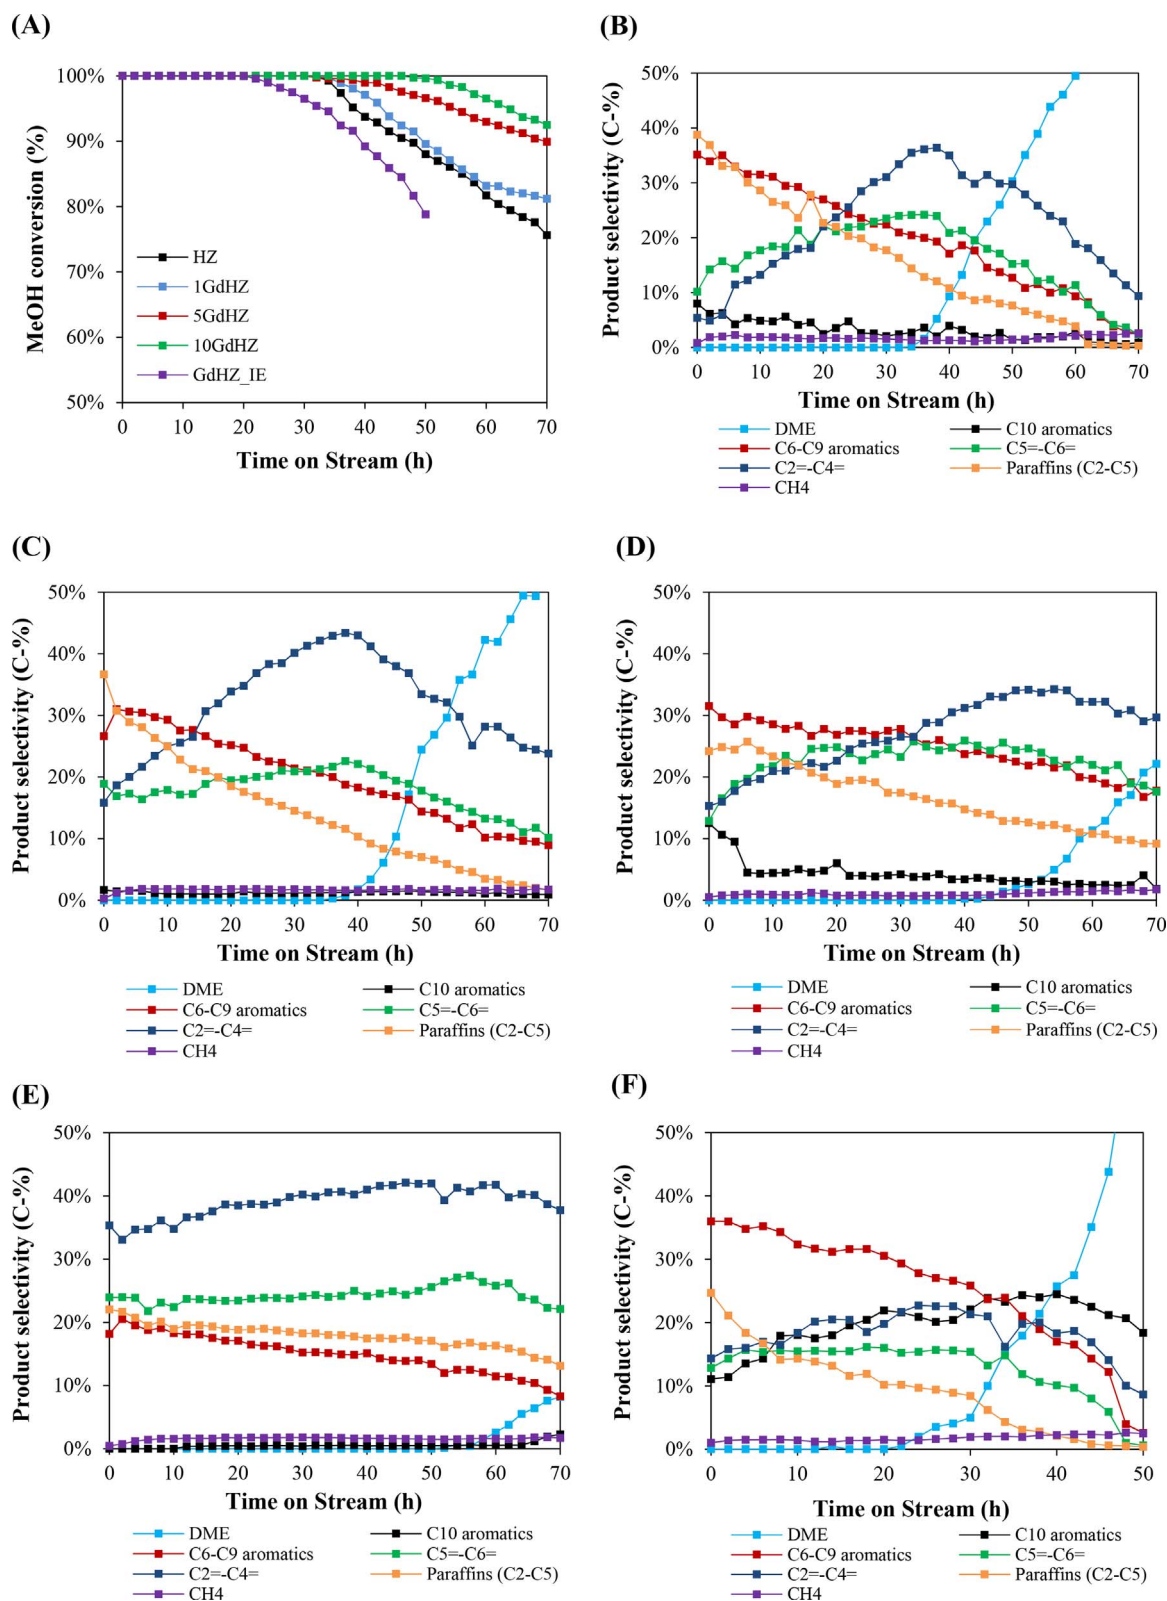 (A)
MeOH conversion (%)
100%
90%
80%
70%
60%
50%
HZ
1GdHZ
5GdHZ
10GdHZ
GdHZ_IE
0 10 20 30 40 50 60 70
Time on Stream (h)
(B)
Product selectivity (C-%)
50%
40%
30%
20%
10%
0%
0 10 20 30 40 50 60 70
Time on Stream (h)
DME C10 aromatics
C6-C9 aromatics C5=-C6=
C2=-C4= Paraffins (C2-C5)
CH4
(C)
Product selectivity (C-%)
50%
40%
30%
20%
10%
0%
0 10 20 30 40 50 60 70
Time on Stream (h)
DME C10 aromatics
C6-C9 aromatics C5=-C6=
C2=-C4= Paraffins (C2-C5)
CH4
(D)
Product selectivity (C-%)
50%
40%
30%
20%
10%
0%
0 10 20 30 40 50 60 70
Time on Stream (h)
DME C10 aromatics
C6-C9 aromatics C5=-C6=
C2=-C4= Paraffins (C2-C5)
CH4
(E)
Product selectivity (C-%)
50%
40%
30%
20%
10%
0%
0 10 20 30 40 50 60 70
Time on Stream (h)
DME C10 aromatics
C6-C9 aromatics C5=-C6=
C2=-C4= Paraffins (C2-C5)
CH4
(F)
Product selectivity (C-%)
50%
40%
30%
20%
10%
0%
0 10 20 30 40 50
Time on Stream (h)
DME C10 aromatics
C6-C9 aromatics C5=-C6=
C2=-C4= Paraffins (C2-C5)
CH4